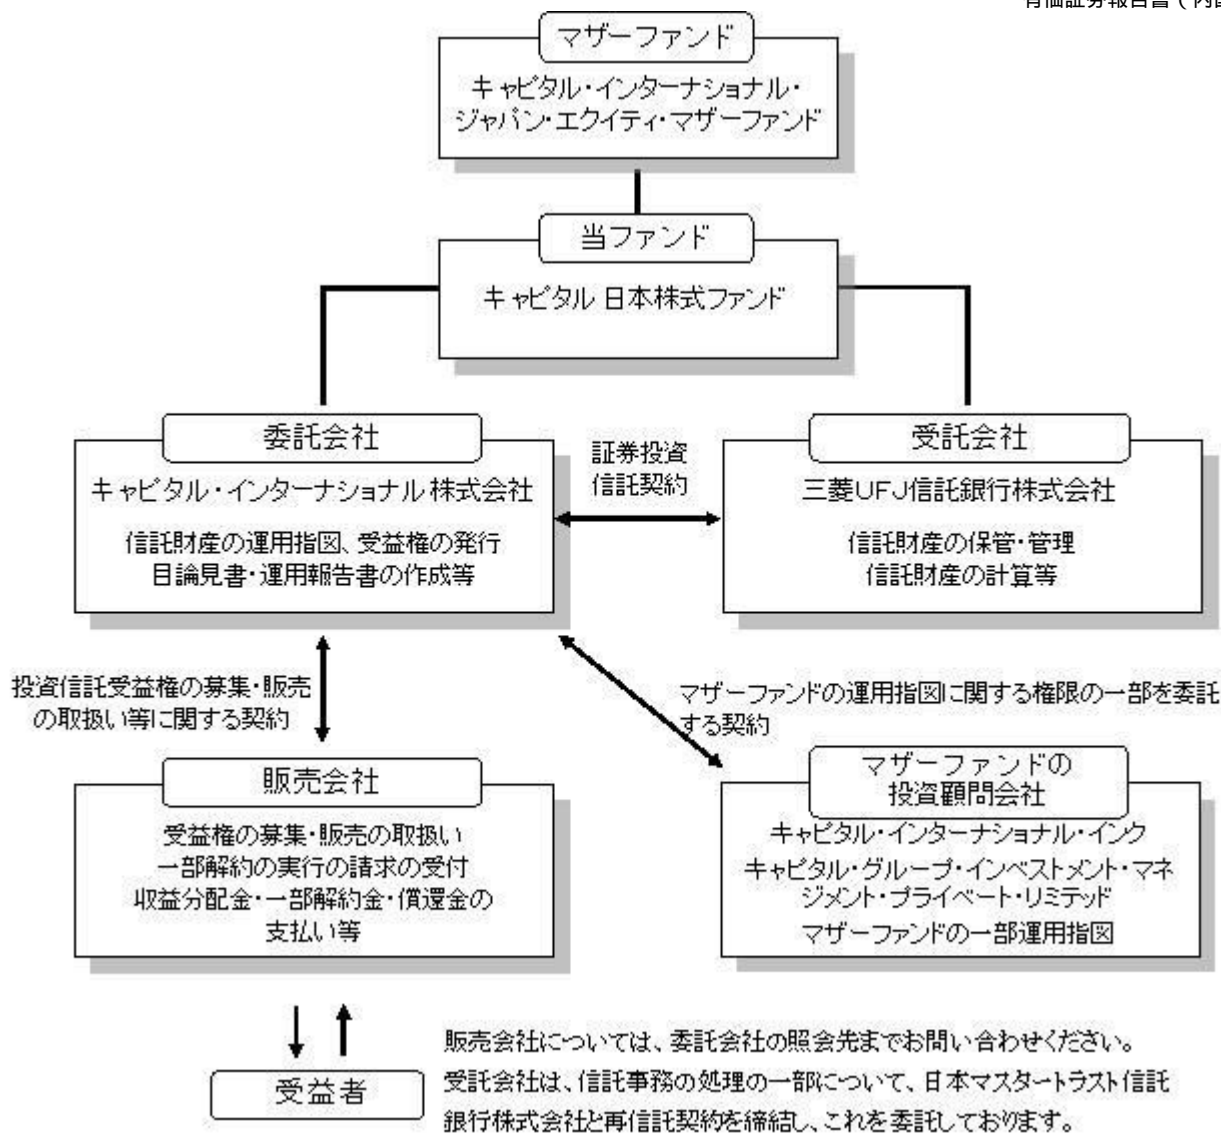 有価証券報告書（内国
マザーファンド
キャピタル・インターナショナル・
ジャパン・エクイティ・マザーファンド
当ファンド
キャピタル 日本株式ファンド
委託会社
キャピタル・インターナショナル 株式会社
信託財産の運用指図、受益権の発行
目論見書・運用報告書の作成等
証券投資
信託契約
受託会社
三菱UFJ信託銀行株式会社
信託財産の保管・管理
信託財産の計算等
投資信託受益権の募集・販売
の取扱い等に関する契約
マザーファンドの運用指図に関する権限の一部を委託
する契約
販売会社
受益権の募集・販売の取扱い
一部解約の実行の請求の受付
収益分配金・一部解約金・償還金の
支払い等
マザーファンドの
投資顧問会社
キャピタル・インターナショナル・インク
キャピタル・グループ・インベストメント・マネ
ジメント・プライベート・リミテッド
マザーファンドの一部運用指図
受益者
販売会社については、委託会社の照会先までお問い合わせください。
受託会社は、信託事務の処理の一部について、日本マスタートラスト信託
銀行株式会社と再信託契約を締結し、これを委託しております。